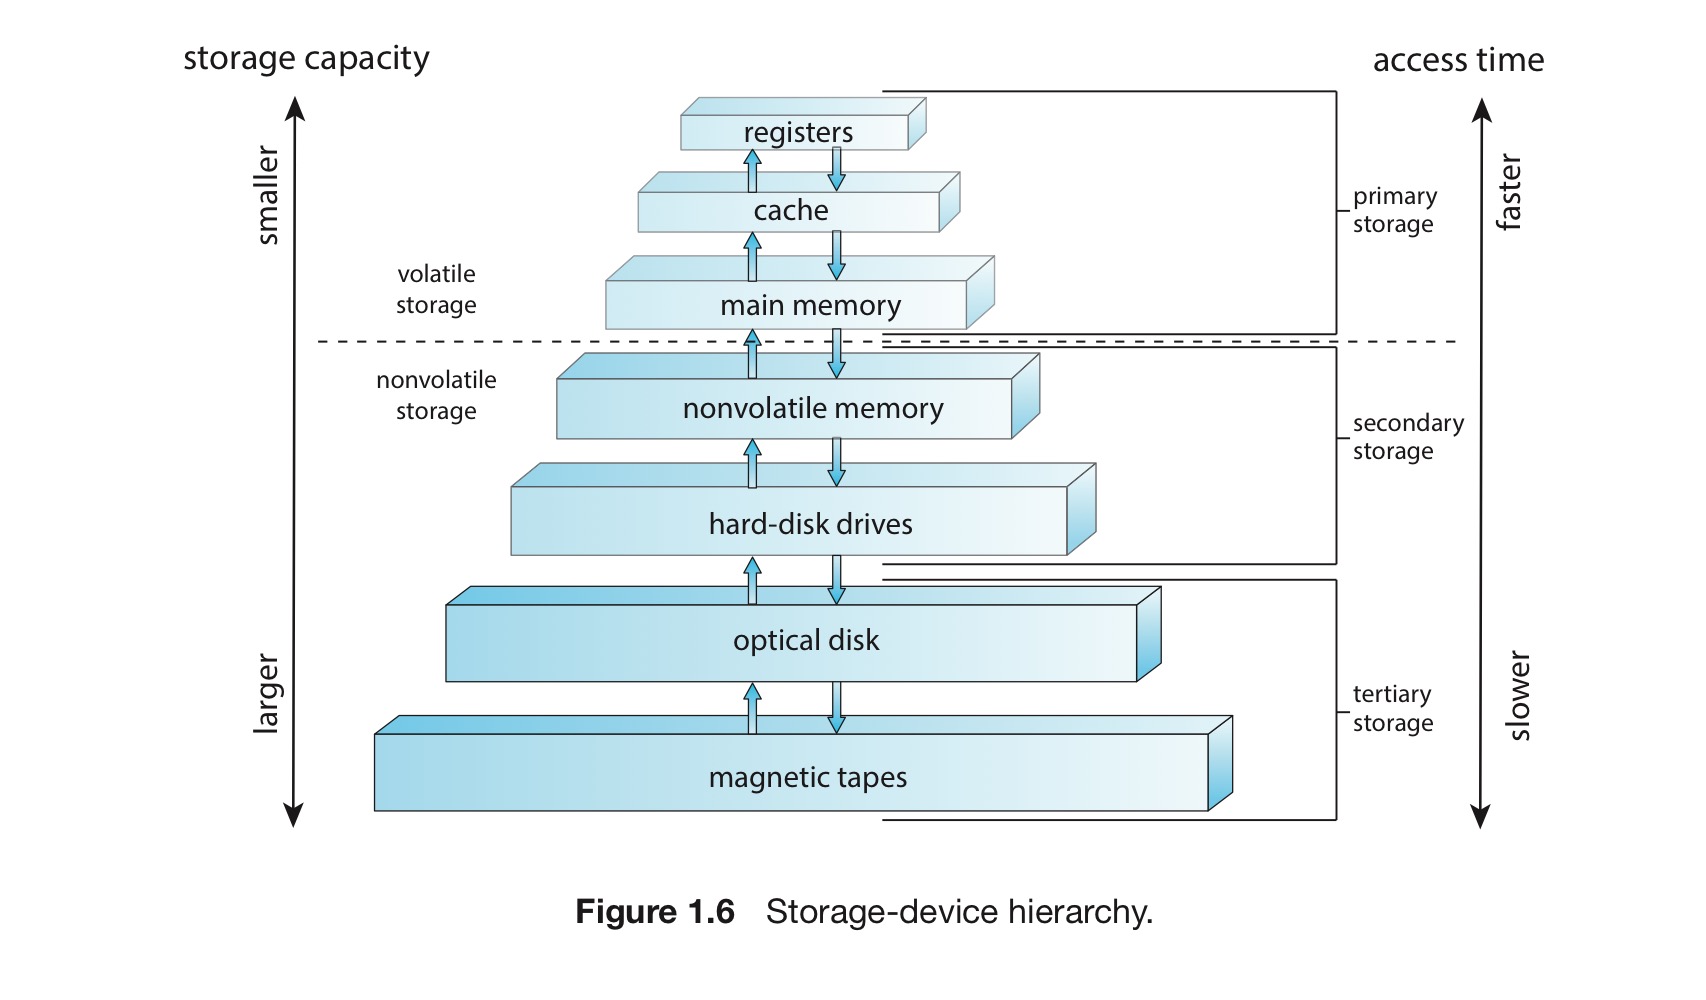 storage capacity
access time
smaller
larger
faster
slower
registers
cache
main memory
nonvolatile memory
hard-disk drives
optical disk
magnetic tapes
volatile
storage
nonvolatile
storage
primary
storage
secondary
storage
tertiary
storage
Figure 1.6 Storage-device hierarchy.